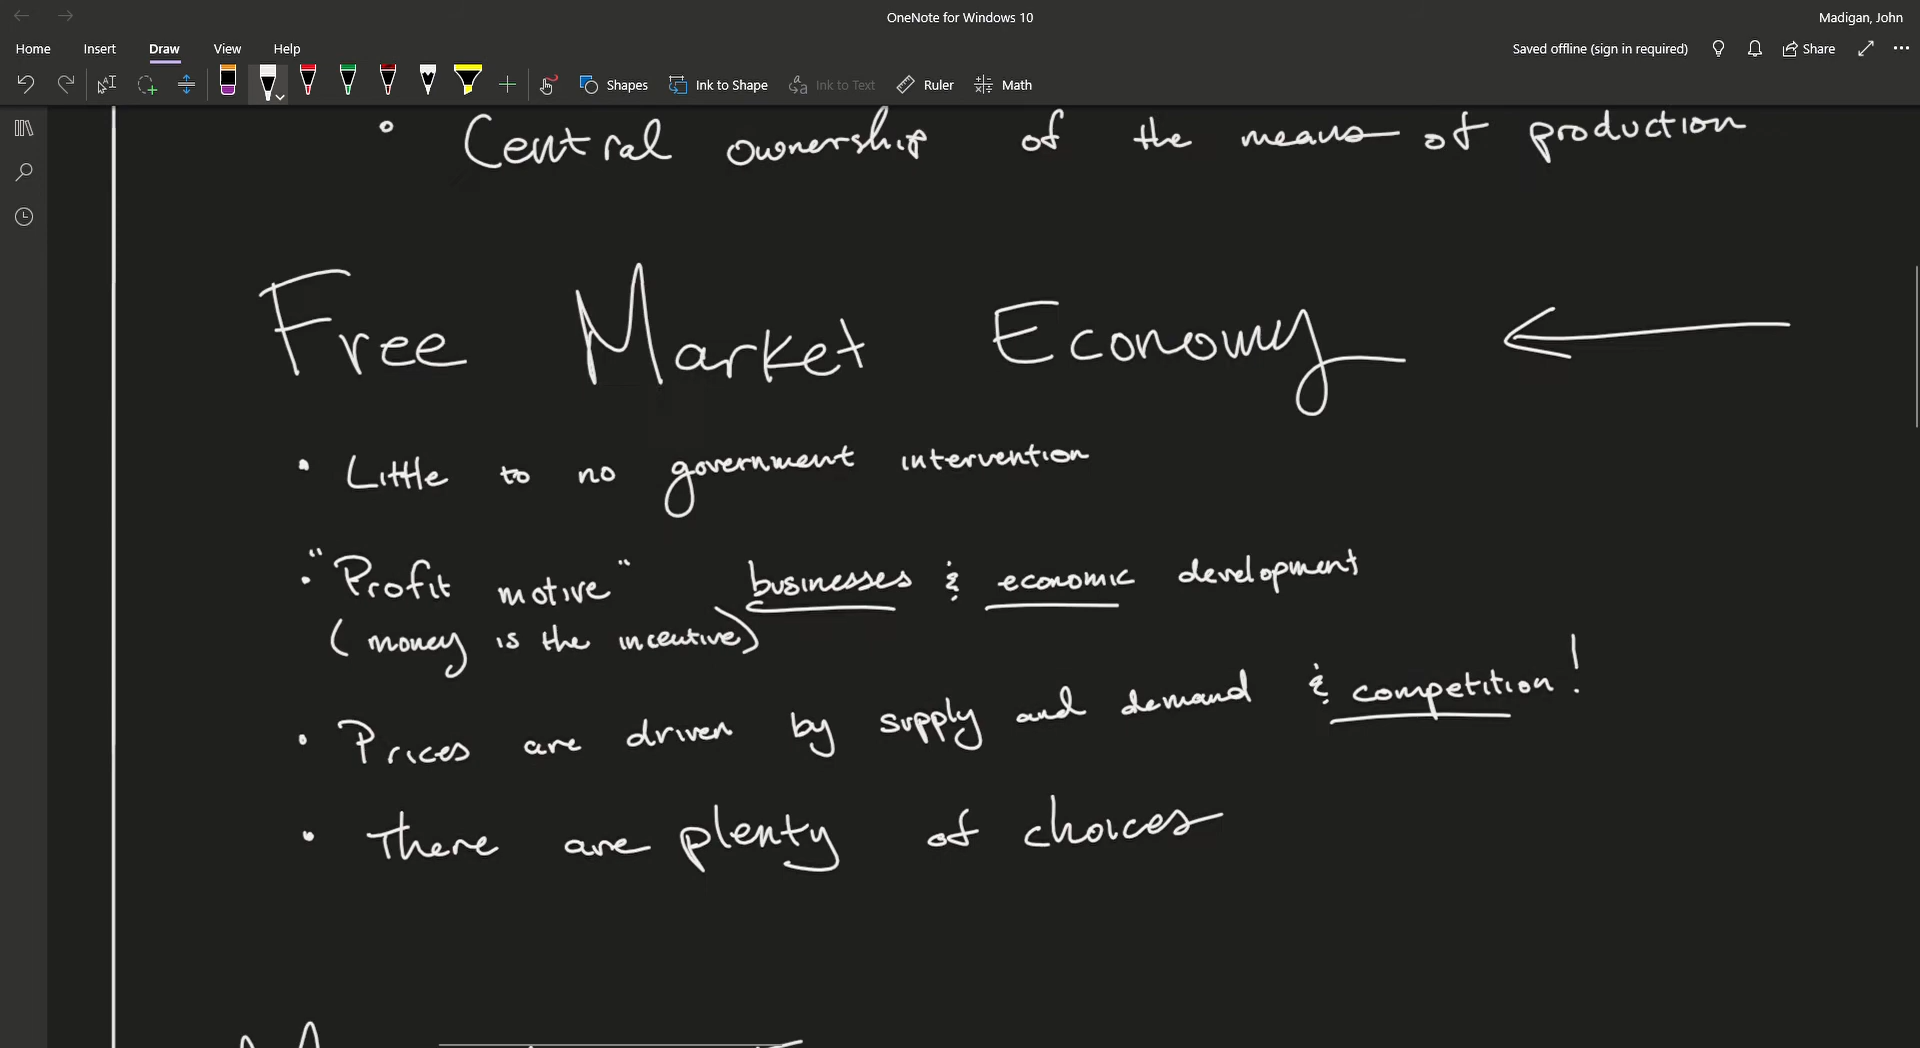 OneNote for Windows 10
Madigan, John
Home Insert Draw View Help
Saved offline (sign in required) Share
Shapes Ink to Shape Ink to Text Ruler Math
• Central ownership of the means of production
Free Market Economy
• Little to no government intervention
• "Profit motive" businesses & economic development
(money is the incentive)
• Prices are driven by supply and demand & competition!
• There are plenty of choices